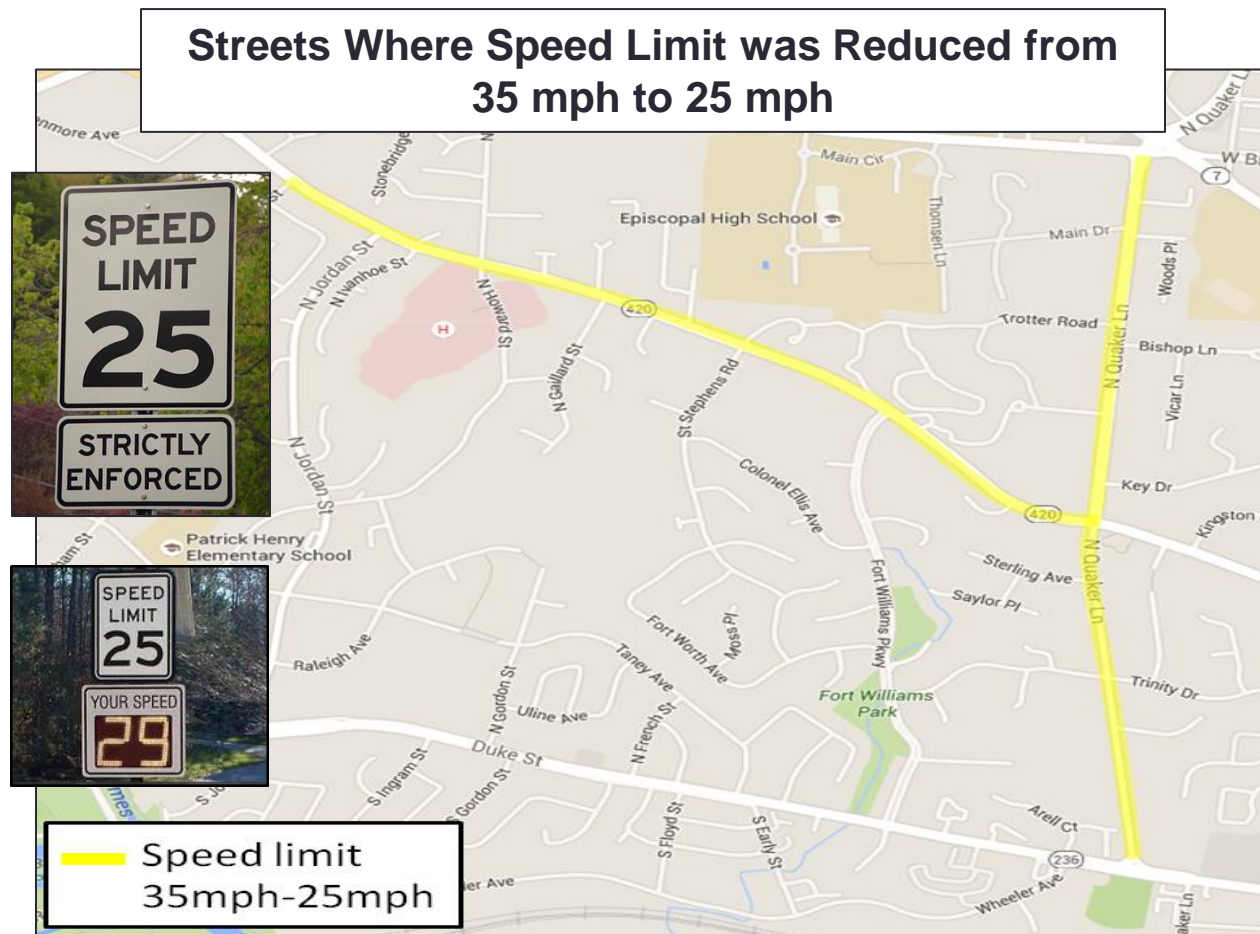 Streets Where Speed Limit was Reduced from
35 mph to 25 mph
SPEED
LIMIT
25
STRICTLY
ENFORCED
SPEED
LIMIT
25
YOUR SPEED
29
N Quaker L
7
Stonebridge
N
Main Cir
Episcopal High School
Thomsen Ln
Main Dr
Woods Pl
N Jordan St
N Ivanhoe St
H
N Howard St
420
Trotter Road
N Quaker Ln
Bishop Ln
Vicar Ln
N Gaillard St
St Stephens Rd
N Jordan St
Colonel Ellis Ave
Key Dr
420
Kingston
Patrick Henry
Elementary School
N Quaker Ln
Sterling Ave
Saylor Pl
Fort Williams Pkwy
Moss Pl
Fort Worth Ave
Raleigh Ave
Taney Ave
Trinity Dr
Fort Williams
Park
N Gordon St
Uline Ave
N French St
Duke St
S Ingram St
S Gordon St
S Floyd St
S Early St
Arell Ct
236
Wheeler Ave
Speed limit
35mph-25mph